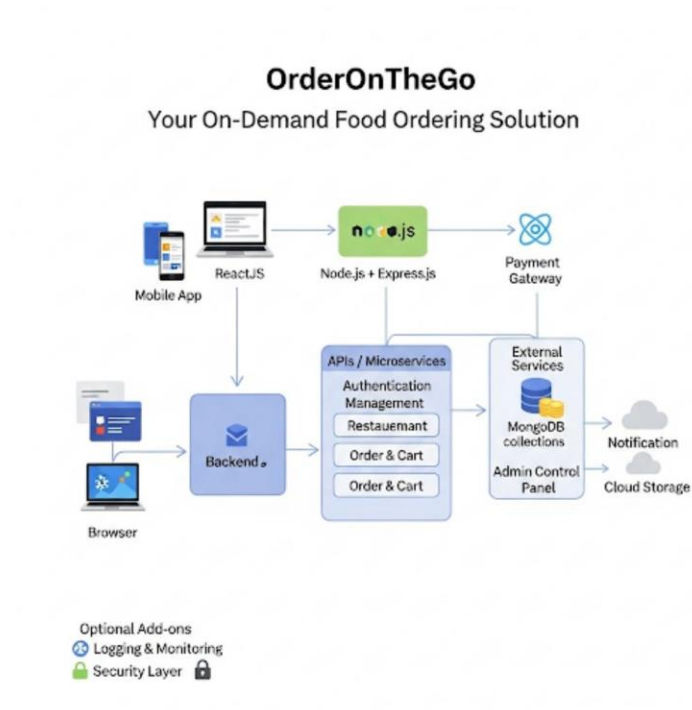 OrderOnTheGo
Your On-Demand Food Ordering Solution
Mobile App
ReactJS
Node.js + Express.js
Payment
Gateway
APIs / Microservices
Authentication
Management
Restauemant
Order & Cart
Order & Cart
External
Services
MongoDB
collections
Admin Control
Panel
Notification
Cloud Storage
Backend
Browser
Optional Add-ons
Logging & Monitoring
Security Layer